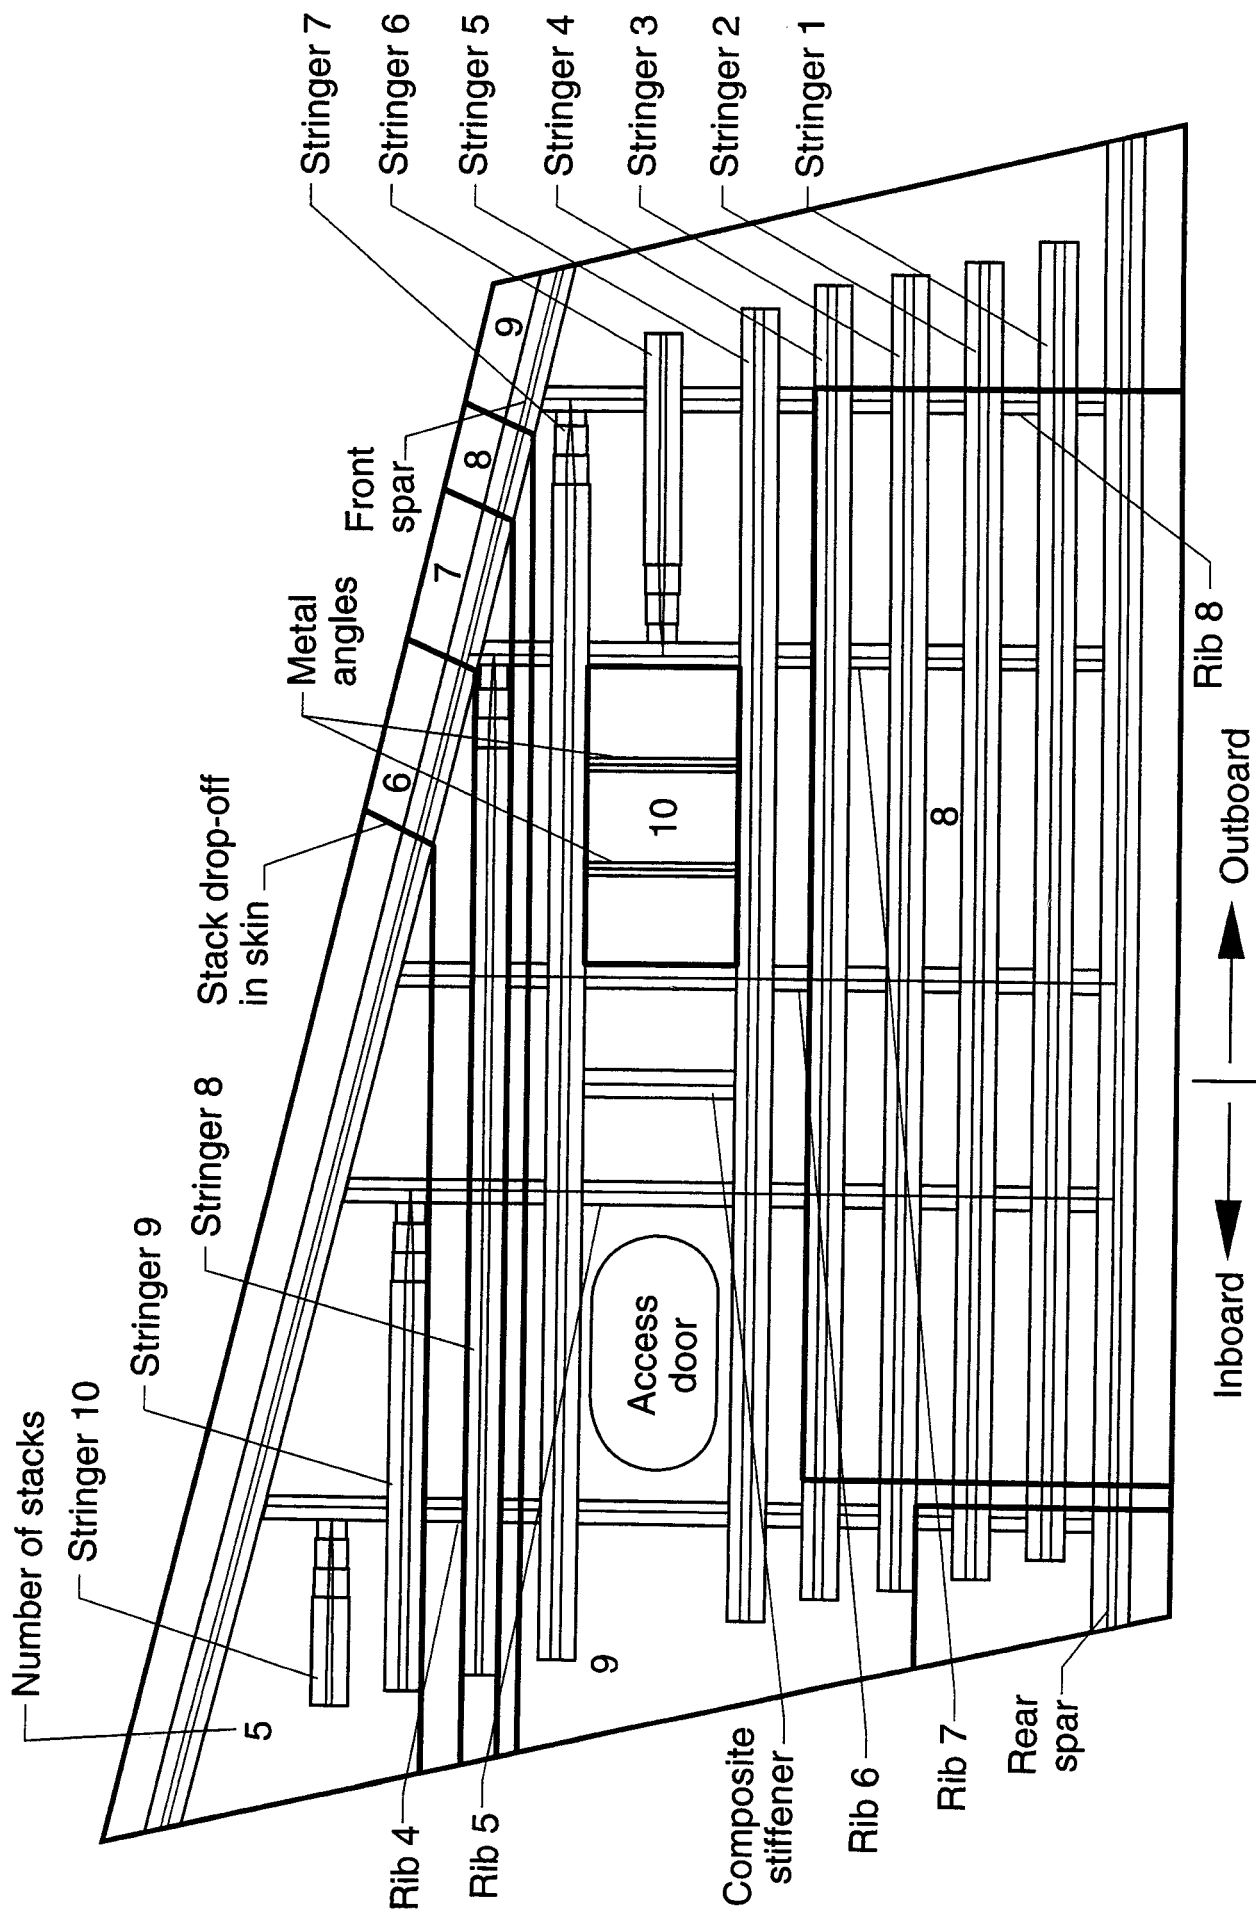 Number of stacks
Stringer 10
Stringer 9
Stringer 8
Stack drop-off
in skin
Metal
angles
Front
spar
Stringer 7
Stringer 6
Stringer 5
Stringer 4
Stringer 3
Stringer 2
Stringer 1
5
6
7
8
9
9
10
8
Access
door
Rib 4
Rib 5
Composite
stiffener
Rib 6
Rib 7
Rear
spar
Rib 8
Inboard
Outboard